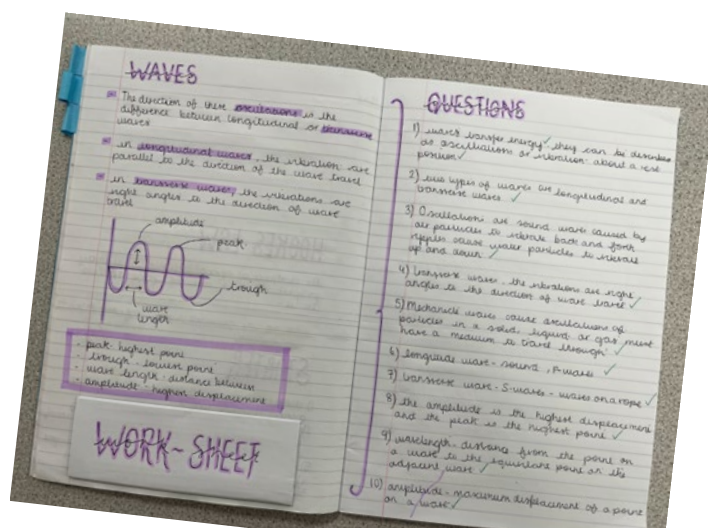 WAVES
The direction of these oscillations is the
difference between longitudinal or transverse
waves
in longitudinal waves, the vibration are
parallel to the direction of the wave travel
in transverse waves, the vibrations are
right angles to the direction of wave
travel
amplitude
peak
trough
wave
length
- peak - highest point
- trough - lowest point
- wave length - distance between
- amplitude - highest displacement
WORK-SHEET
QUESTIONS
1) waves transfer energy, they can be described
as oscillations or vibration about a rest
position
2) two types of waves are longitudinal and
transverse waves
3) Oscillations are sound waves caused by
air particles to vibrate back and forth
ripples cause water particles to vibrate
up and down
4) transverse waves - the vibrations are right
angles to the direction of wave travel
5) Mechanical waves cause oscillations of
particles in a solid liquid or gas must
have a medium to travel through
6) longitude wave - sound, P-waves
7) transverse wave - S-waves - waves on a rope
8) the amplitude is the highest displacement
and the peak is the highest point
9) wavelength - distance from the point on
a wave to the equivalent point on the
adjacent wave
10) amplitude - maximum displacement of a point
on a wave